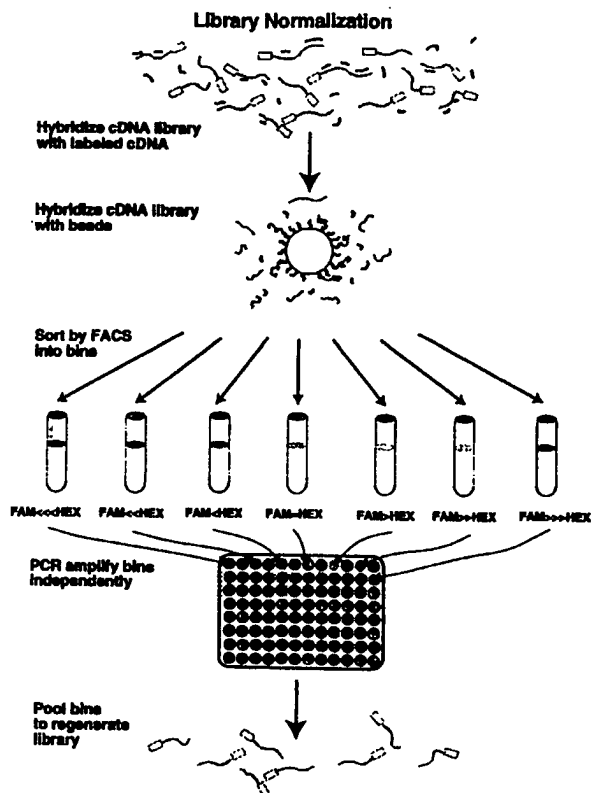 Library Normalization
Hybridize cDNA library
with labeled cDNA
Hybridize cDNA library
with beads
Sort by FACS
into bins
FAM<<<HEX FAM<<HEX FAM<HEX FAM=HEX FAM>HEX FAM>>HEX FAM>>>HEX
PCR amplify bins
independently
Pool bins
to regenerate
library